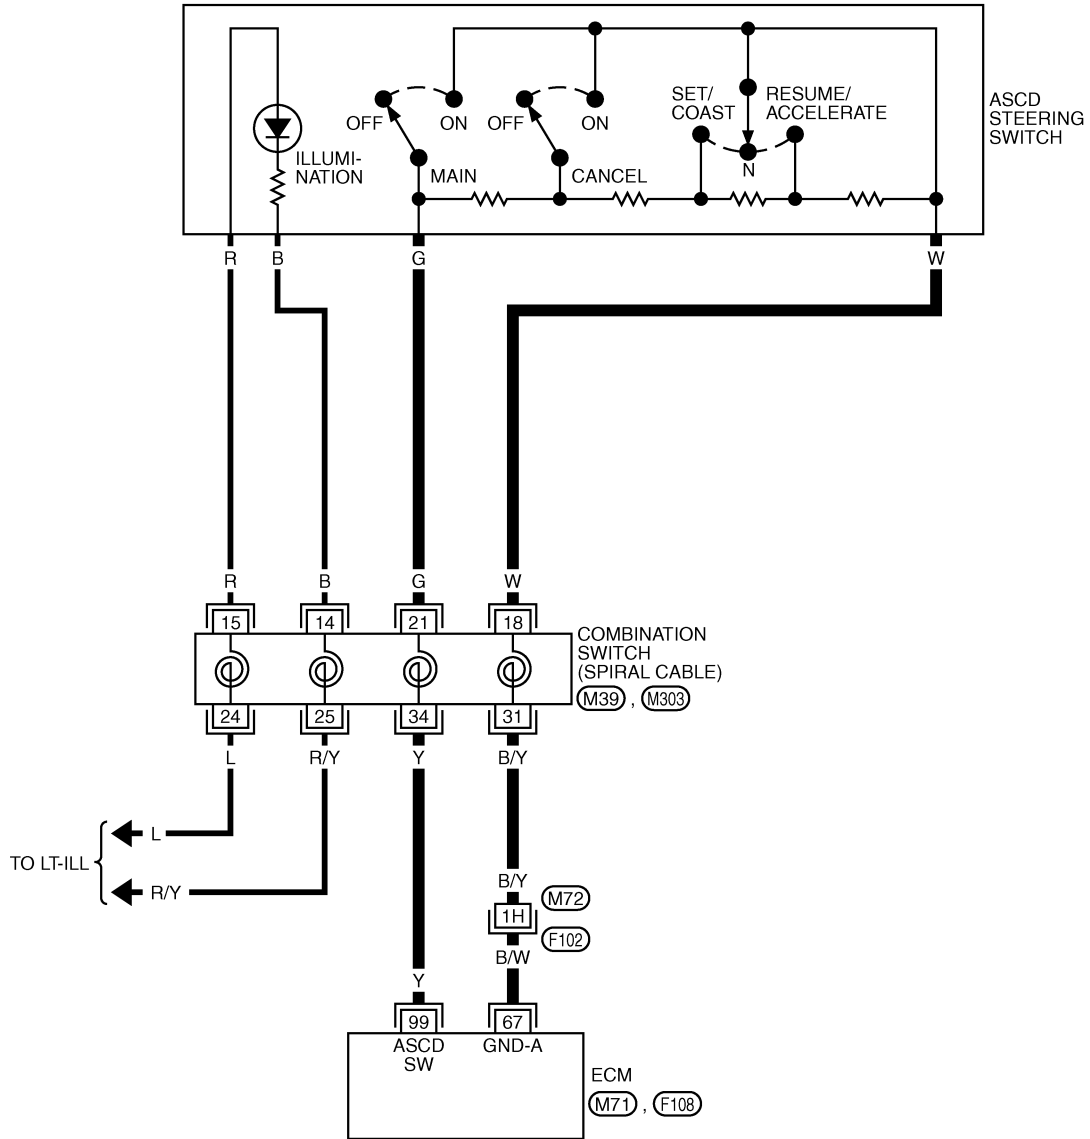 ASCD
STEERING
SWITCH
SET/
COAST
RESUME/
ACCELERATE
OFF
ON
OFF
ON
ILLUMI-
NATION
MAIN
CANCEL
N
R
B
G
W
R
B
G
W
15
14
21
18
COMBINATION
SWITCH
(SPIRAL CABLE)
M39 , M303
24
25
34
31
L
R/Y
Y
B/Y
L
TO LT-ILL
R/Y
B/Y
M72
1H
F102
B/W
Y
99
67
ASCD
SW
GND-A
ECM
M71 , F108